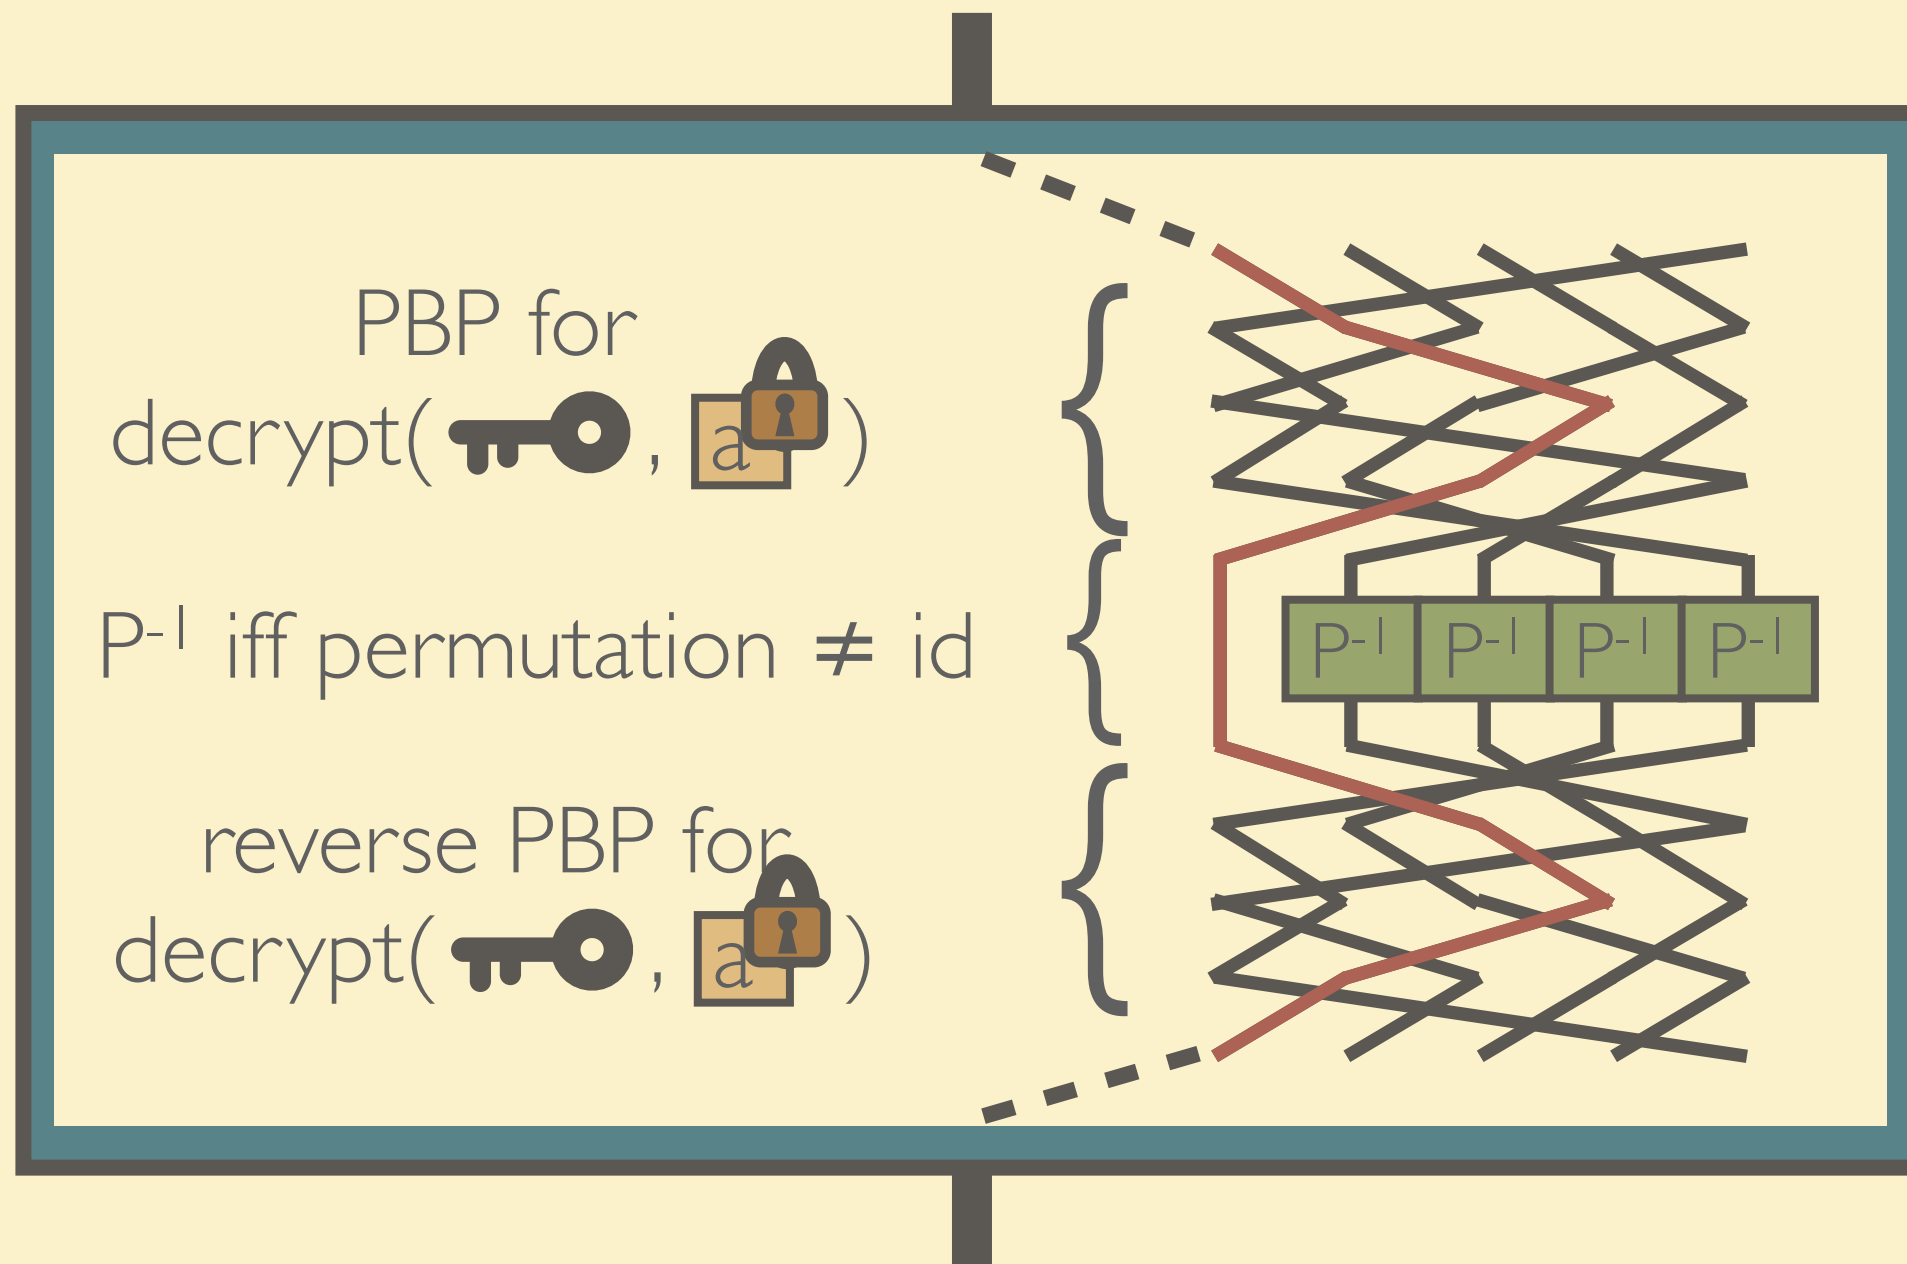 PBP for
decrypt( , a )
P-1 iff permutation ≠ id
P-1 P-1 P-1 P-1
reverse PBP for
decrypt( , a )